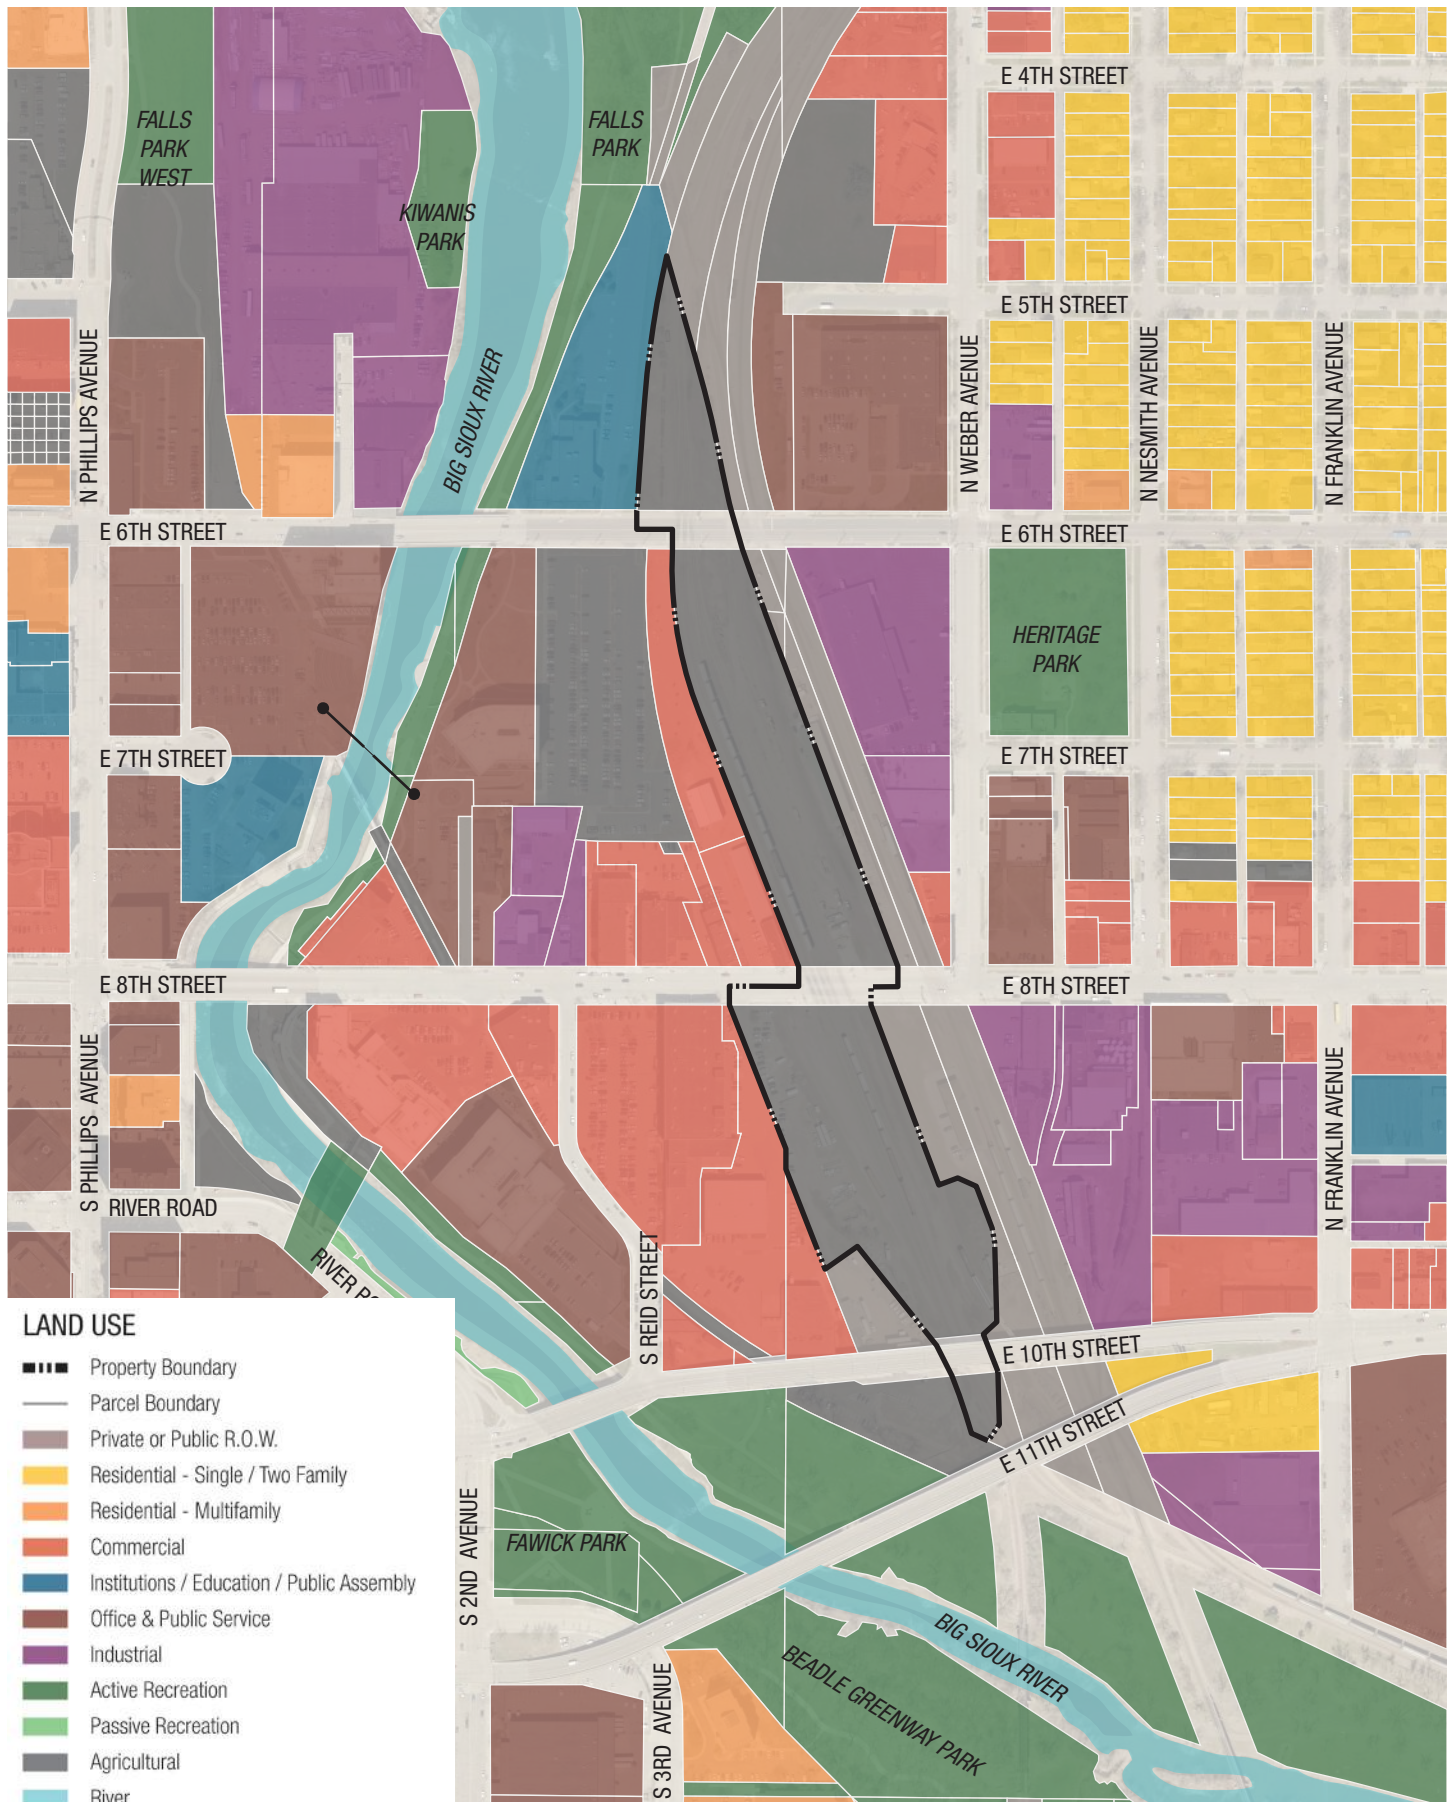 E 4TH STREET
FALLS
PARK
WEST
FALLS
PARK
KIWANIS
PARK
E 5TH STREET
N PHILLIPS AVENUE
BIG SIOUX RIVER
N WEBER AVENUE
N NESMITH AVENUE
N FRANKLIN AVENUE
E 6TH STREET
E 6TH STREET
HERITAGE
PARK
E 7TH STREET
E 7TH STREET
E 8TH STREET
E 8TH STREET
S PHILLIPS AVENUE
N FRANKLIN AVENUE
RIVER ROAD
RIVER RO
S REID STREET
E 10TH STREET
E 11TH STREET
S 2ND AVENUE
FAWICK PARK
BIG SIOUX RIVER
BEADLE GREENWAY PARK
S 3RD AVENUE
LAND USE
Property Boundary
Parcel Boundary
Private or Public R.O.W.
Residential - Single / Two Family
Residential - Multifamily
Commercial
Institutions / Education / Public Assembly
Office & Public Service
Industrial
Active Recreation
Passive Recreation
Agricultural
River